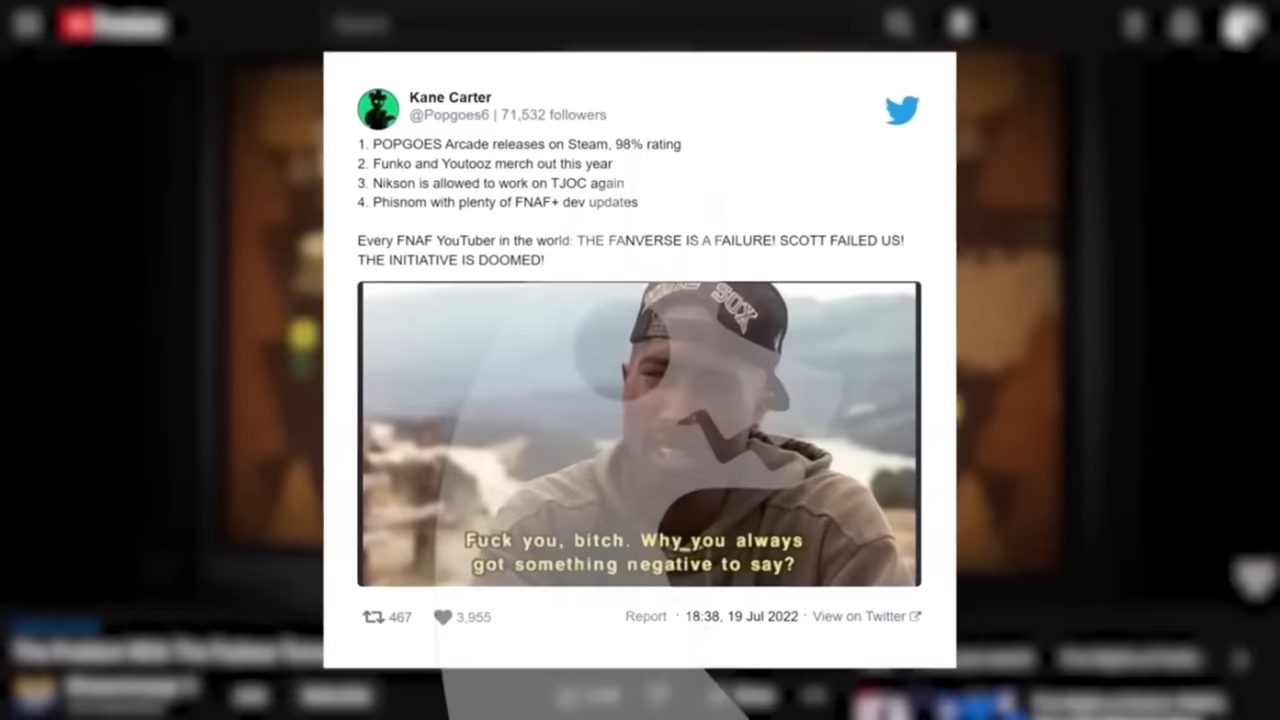 Kane Carter
@Popgoes6 | 71,532 followers
1. POPGOES Arcade releases on Steam, 98% rating
2. Funko and Youtooz merch out this year
3. Nikson is allowed to work on TJOC again
4. Phisnom with plenty of FNAF+ dev updates
Every FNAF YouTuber in the world: THE FANVERSE IS A FAILURE! SCOTT FAILED US!
THE INITIATIVE IS DOOMED!
SOX
Fuck you, bitch. Why you always
got something negative to say?
467 3,955 Report · 18:38, 19 Jul 2022 · View on Twitter